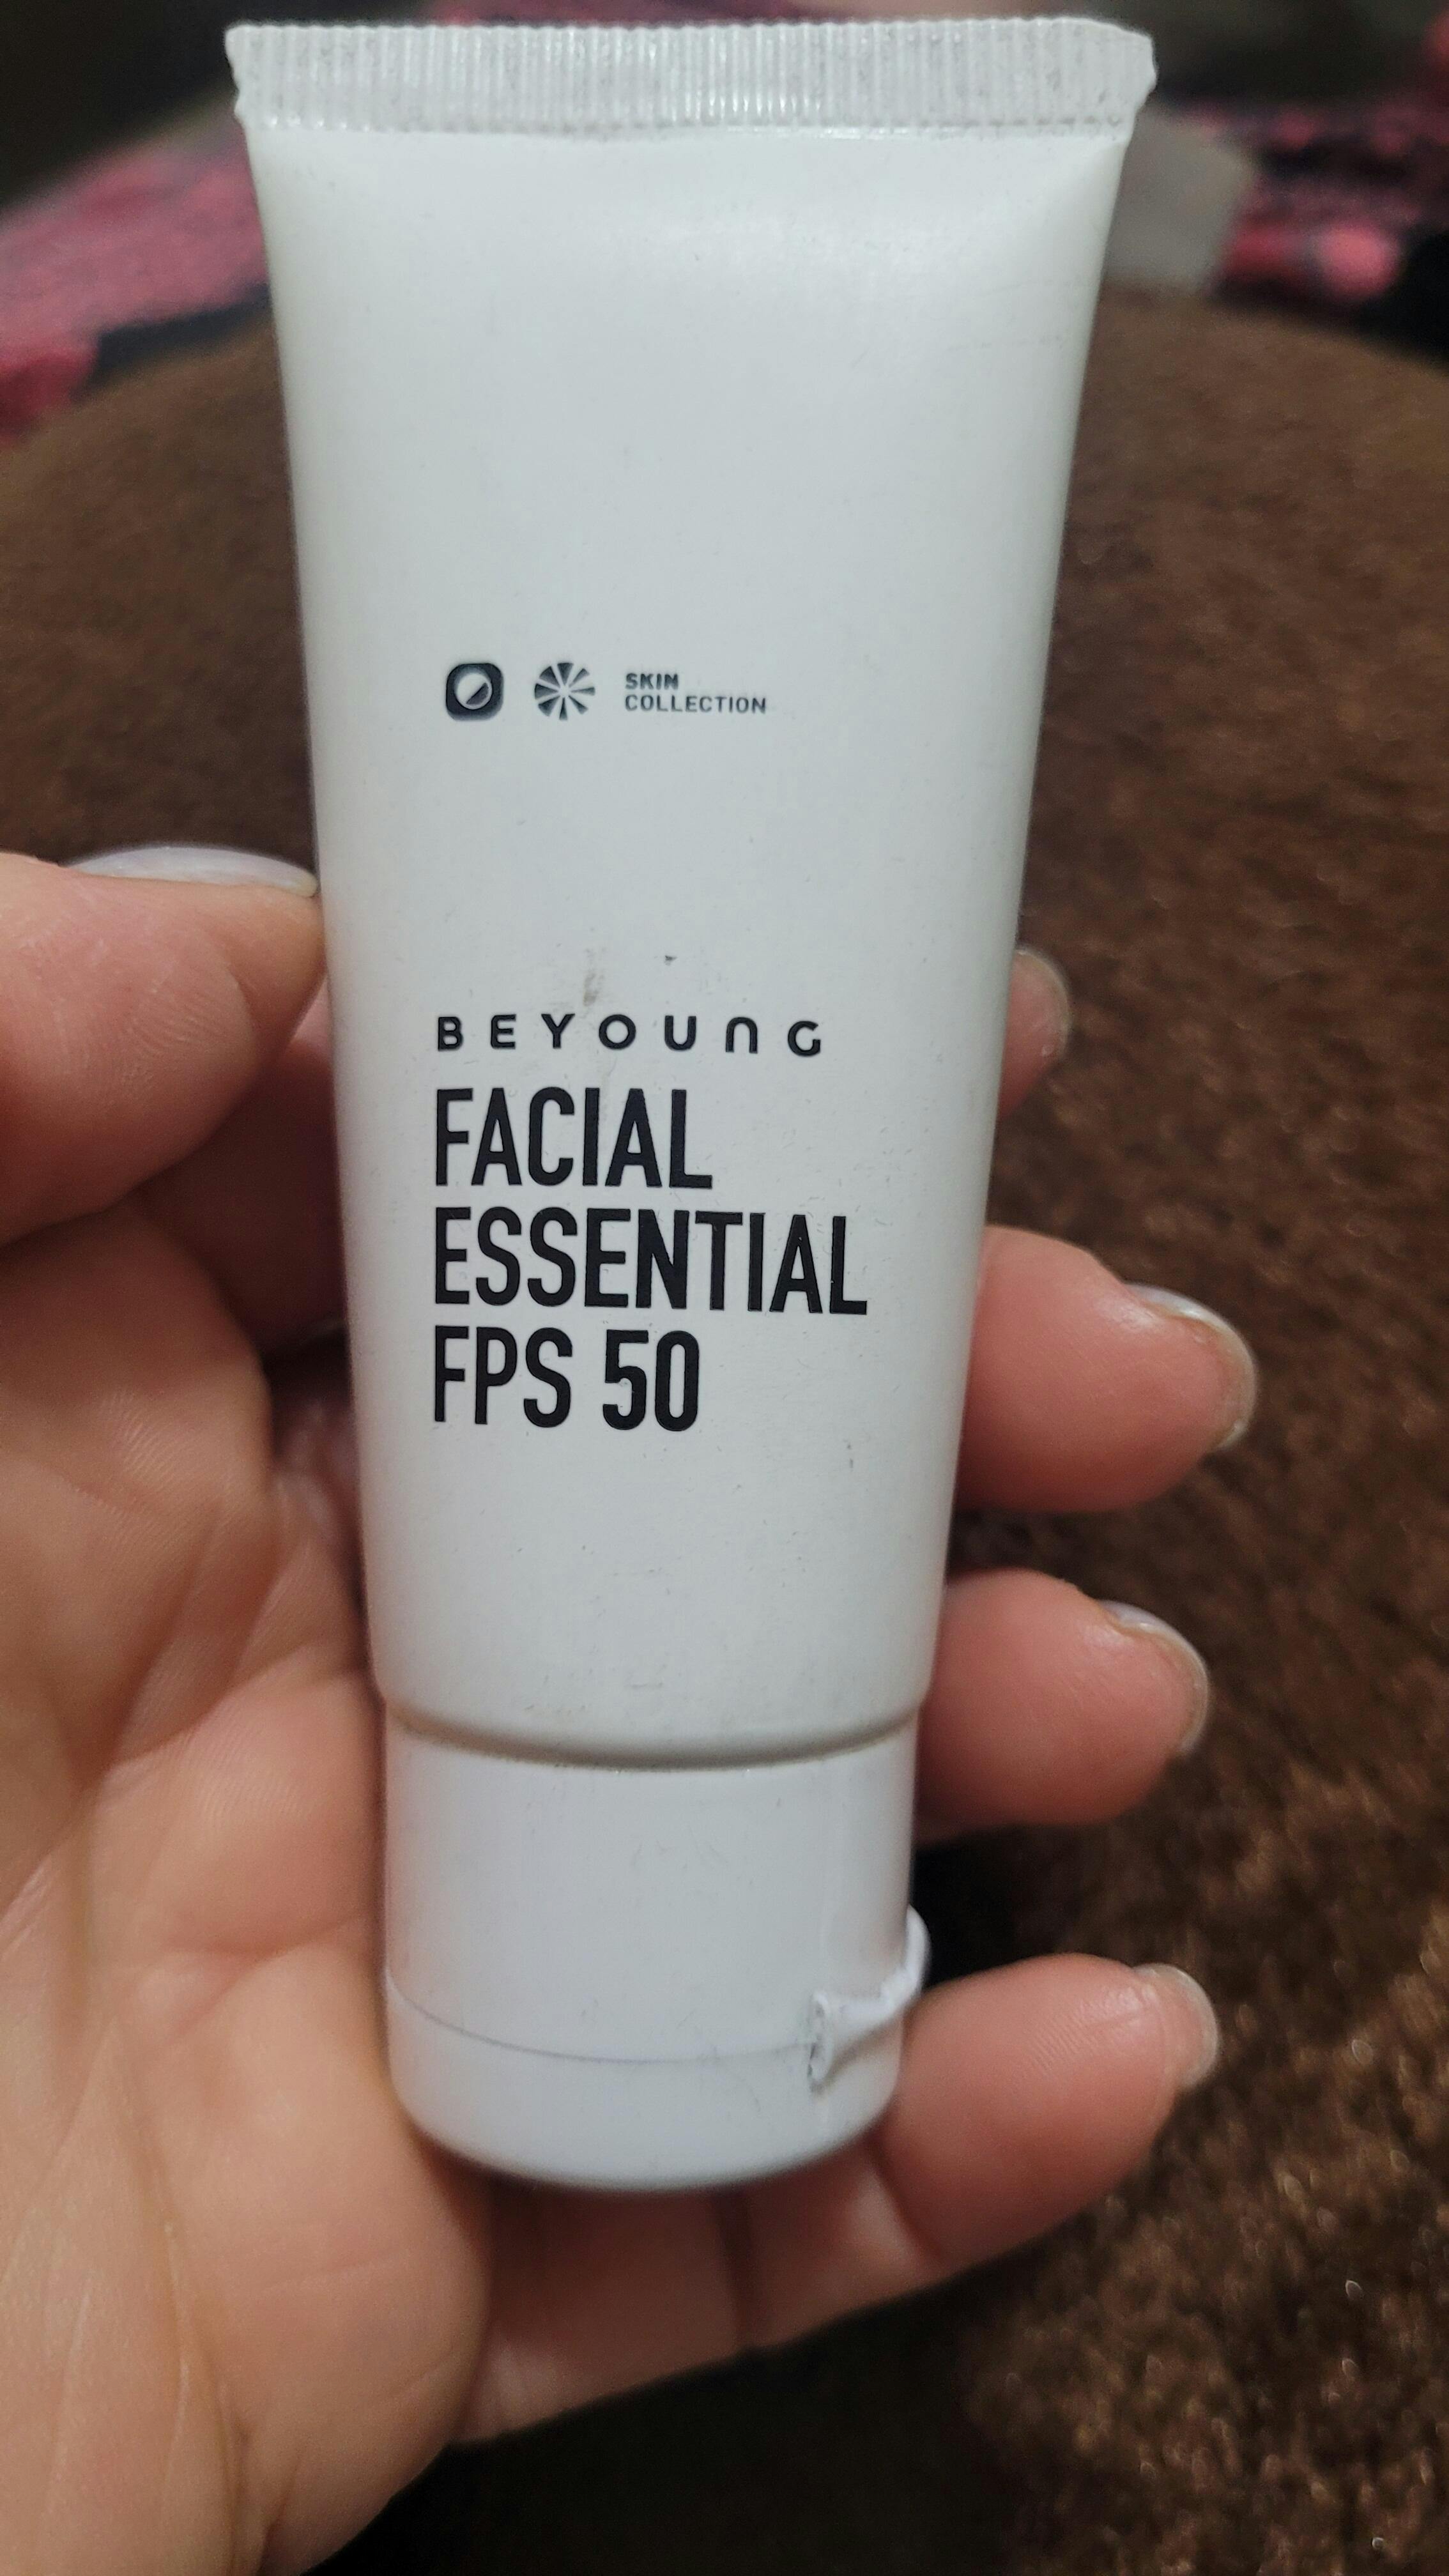 SKIN
COLLECTION
BEYOUNG
FACIAL
ESSENTIAL
FPS 50